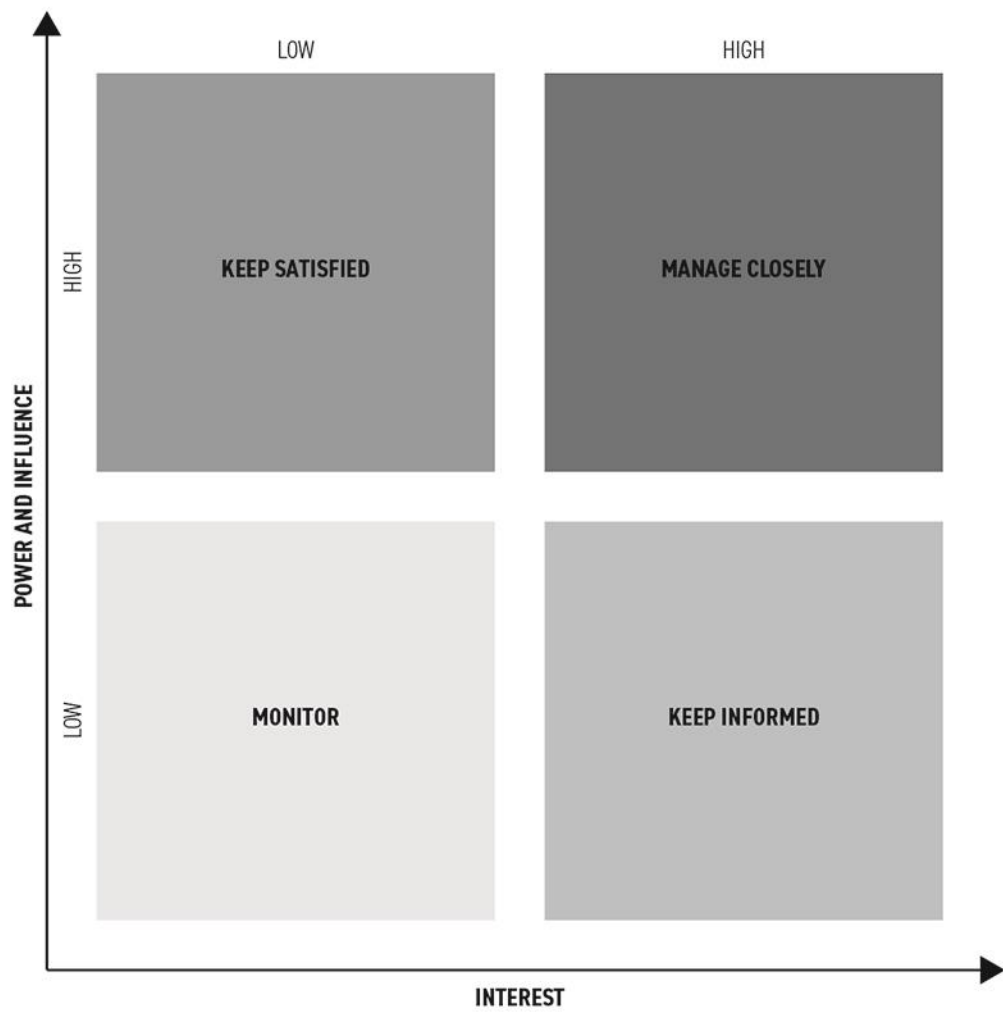 LOW
HIGH
HIGH
KEEP SATISFIED
MANAGE CLOSELY
POWER AND INFLUENCE
LOW
MONITOR
KEEP INFORMED
INTEREST